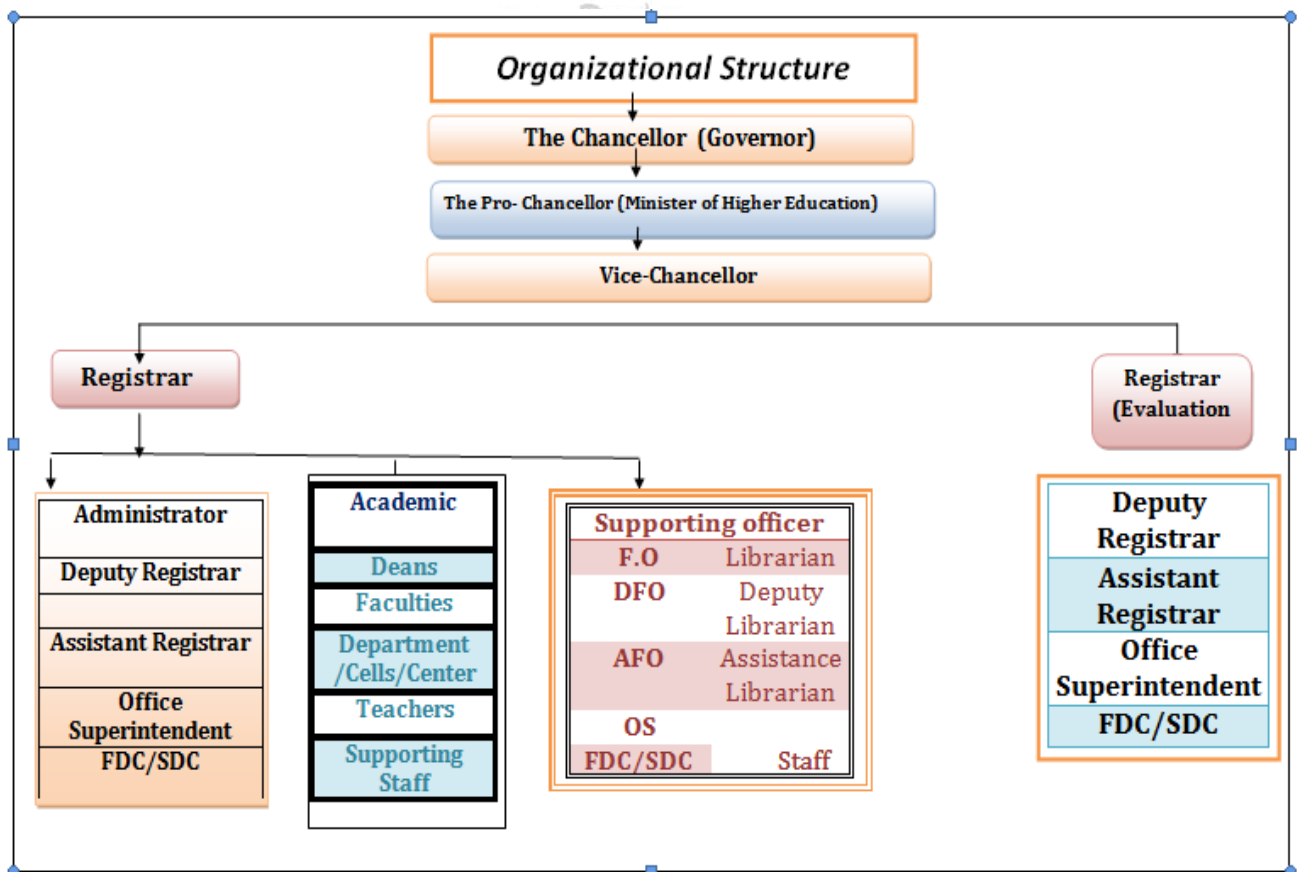 Organizational Structure
The Chancellor (Governor)
The Pro- Chancellor (Minister of Higher Education)
Vice-Chancellor
Registrar
Registrar
(Evaluation
Administrator
Deputy Registrar
Assistant Registrar
Office
Superintendent
FDC/SDC
Academic
Deans
Faculties
Department
/Cells/Center
Teachers
Supporting
Staff
Supporting officer
F.O Librarian
DFO Deputy
Librarian
AFO Assistance
Librarian
OS
FDC/SDC Staff
Deputy
Registrar
Assistant
Registrar
Office
Superintendent
FDC/SDC